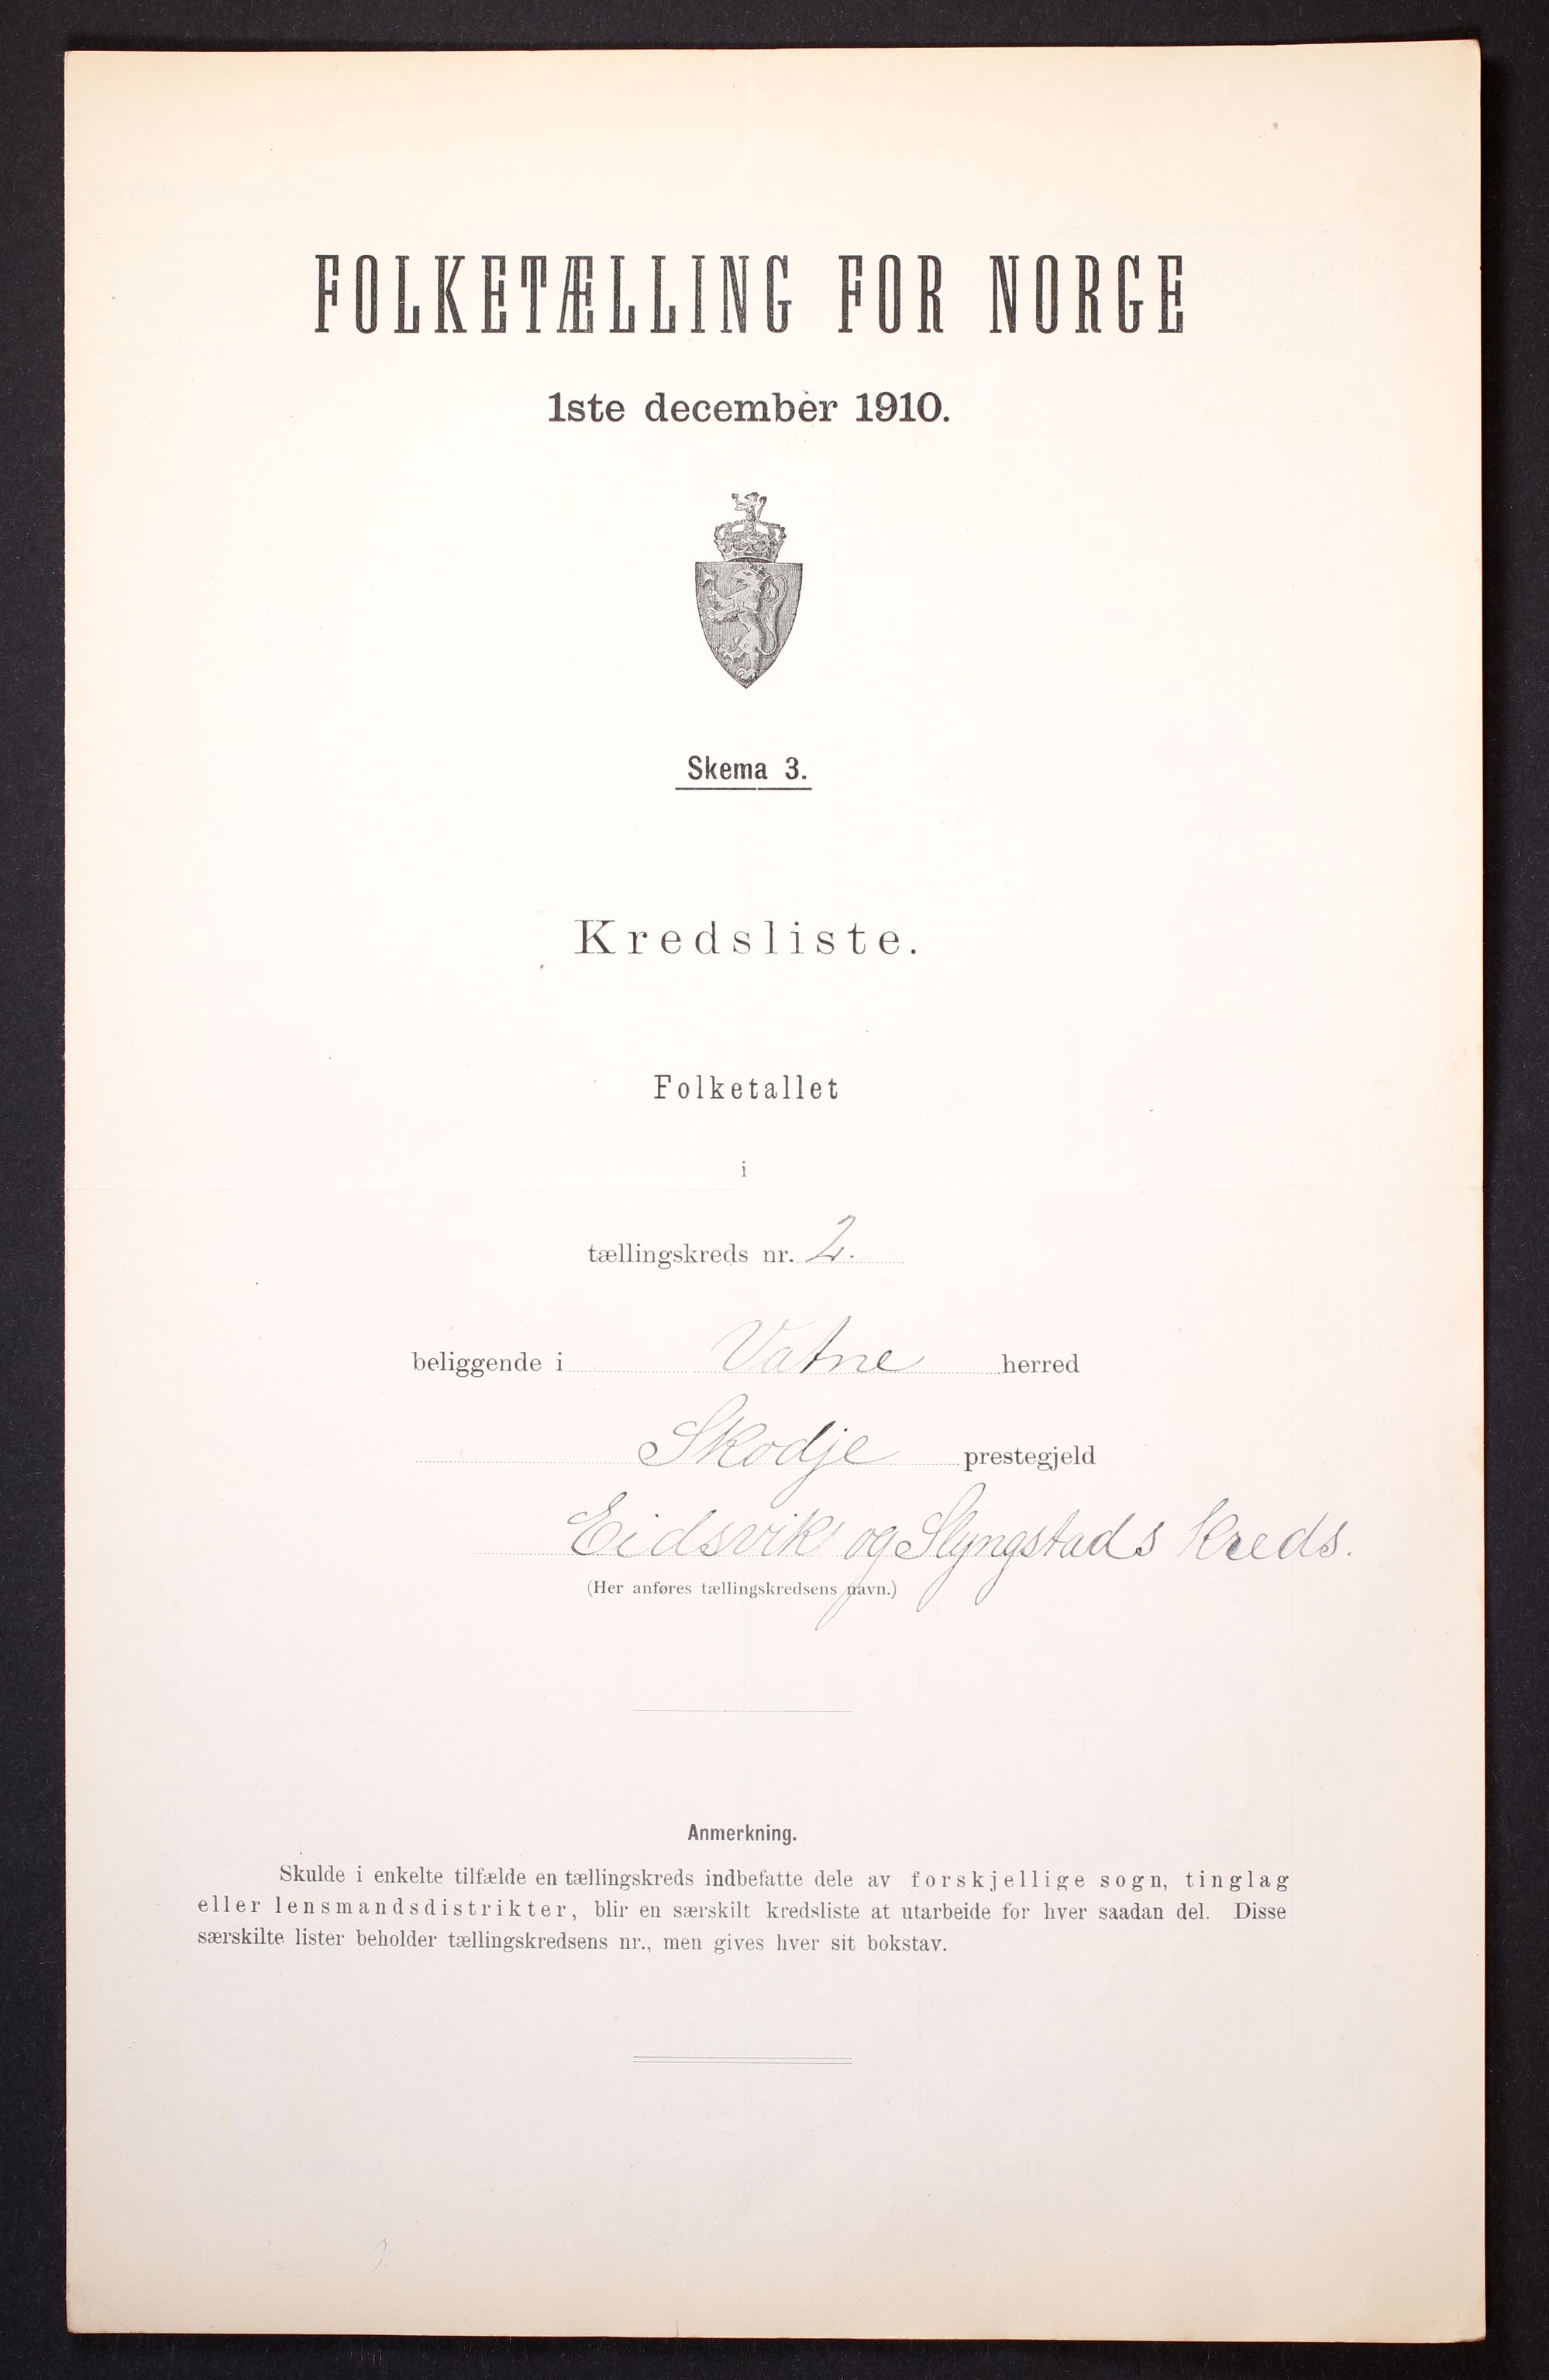 FOLKETÆLLING FOR NORGE
1ste december 1910.
Skema 3.
Kredsliste.
Folketallet
i
tællingskreds nr. 2.
beliggende i Vatne herred
Skodje prestegjeld
Eidsvik og Slyngstads Kreds.
(Her anføres tællingskredsens navn.)
Anmerkning.
Skulde i enkelte tilfælde en tællingskreds indbefatte dele av forskjellige sogn, tinglag
eller lensmandsdistrikter, blir en særskilt kredsliste at utarbeide for hver saadan del. Disse
særskilte lister beholder tællingskredsens nr., men gives hver sit bokstav.